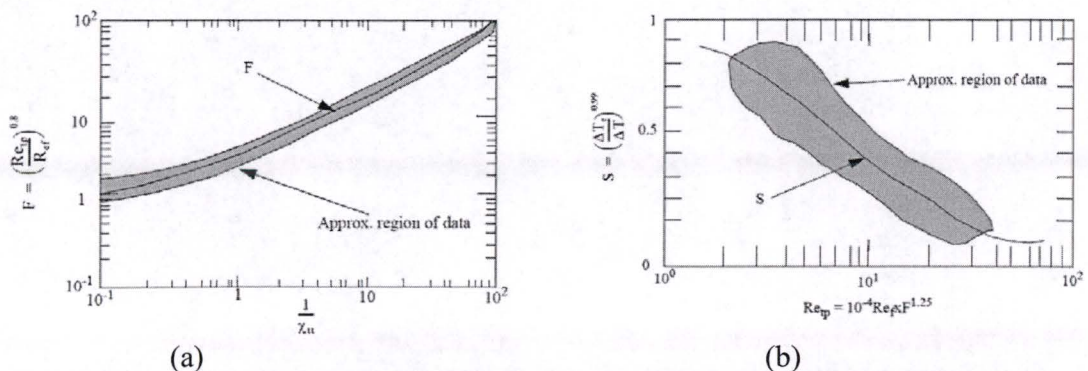 10²
F
10
F = (Re_tp / Re_f)^0.8
Approx. region of data
1
10⁻¹
10⁻¹
1
10
10²
1/χ_tt
(a)
1
Approx. region of data
0.5
S = (ΔT_e / ΔT)^0.99
S
0
10⁰
10¹
10²
Re_tp = 10⁻⁴Re_fxF^1.25
(b)